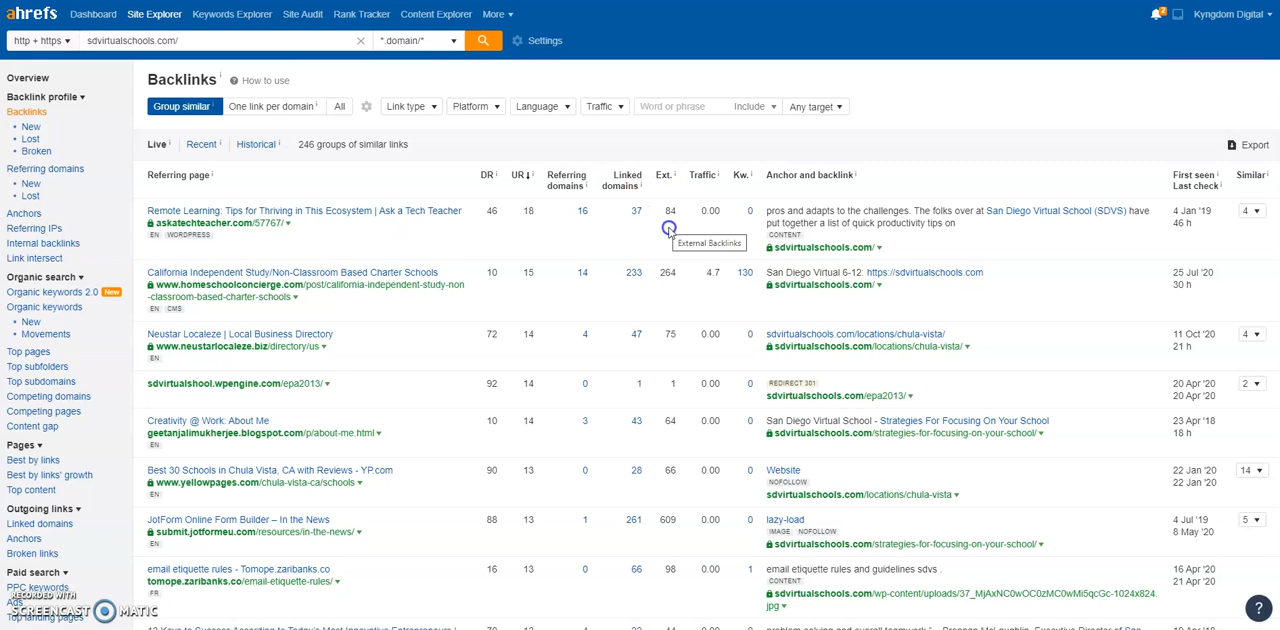 ahrefs Dashboard Site Explorer Keywords Explorer Site Audit Rank Tracker Content Explorer More 2 Kyngdom Digital
http + https sdvirtualschools.com/ *.domain/* Settings
Overview
Backlink profile
Backlinks
New
Lost
Broken
Referring domains
New
Lost
Anchors
Referring IPs
Internal backlinks
Link intersect
Organic search
Organic keywords 2.0 New
Organic keywords
New
Movements
Top pages
Top subfolders
Top subdomains
Competing domains
Competing pages
Content gap
Pages
Best by links
Best by links' growth
Top content
Outgoing links
Linked domains
Anchors
Broken links
Paid search
PPC keywords
Ads
Top landing pages
RECORDED WITH
SCREENCAST MATIC
Backlinks i How to use
Group similar i One link per domain i All Link type Platform Language Traffic Word or phrase Include Any target
Live i Recent i Historical i 246 groups of similar links Export
Referring page i DR i UR i Referring domains i Linked domains i Ext. i Traffic i Kw. i Anchor and backlink i First seen i Last check i Similar i
Remote Learning: Tips for Thriving in This Ecosystem | Ask a Tech Teacher 46 18 16 37 84 0.00 0 pros and adapts to the challenges. The folks over at San Diego Virtual School (SDVS) have 4 Jan '19 4
askatechteacher.com/57767/ put together a list of quick productivity tips on 46 h
EN WORDPRESS CONTENT
External Backlinks
sdvirtualschools.com/
California Independent Study/Non-Classroom Based Charter Schools 10 15 14 233 264 4.7 130 San Diego Virtual 6-12: https://sdvirtualschools.com 25 Jul '20
www.homeschoolconcierge.com/post/california-independent-study-non sdvirtualschools.com/ 30 h
-classroom-based-charter-schools
EN CMS
Neustar Localeze | Local Business Directory 72 14 4 47 75 0.00 0 sdvirtualschools.com/locations/chula-vista/ 11 Oct '20 4
www.neustarlocaleze.biz/directory/us sdvirtualschools.com/locations/chula-vista/ 21 h
EN
sdvirtualshool.wpengine.com/epa2013/ 92 14 0 1 1 0.00 0 REDIRECT 301 20 Apr '20 2
sdvirtualschools.com/epa2013/ 20 Apr '20
Creativity @ Work: About Me 10 14 3 43 64 0.00 0 San Diego Virtual School - Strategies For Focusing On Your School 23 Apr '18
geetanjalimukherjee.blogspot.com/p/about-me.html sdvirtualschools.com/strategies-for-focusing-on-your-school/ 18 h
EN
Best 30 Schools in Chula Vista, CA with Reviews - YP.com 90 13 0 28 66 0.00 0 Website 22 Jan '20 14
www.yellowpages.com/chula-vista-ca/schools NOFOLLOW 22 Jan '20
EN sdvirtualschools.com/locations/chula-vista
JotForm Online Form Builder – In the News 88 13 1 261 609 0.00 0 lazy-load 4 Jul '19 5
submit.jotformeu.com/resources/in-the-news/ IMAGE NOFOLLOW 8 May '20
EN sdvirtualschools.com/strategies-for-focusing-on-your-school/
email etiquette rules - Tomope.zaribanks.co 16 13 0 66 98 0.00 1 email etiquette rules and guidelines sdvs . 16 Apr '20
tomope.zaribanks.co/email-etiquette-rules/ CONTENT 21 Apr '20
FR sdvirtualschools.com/wp-content/uploads/37_MjAxNC0wOC0zMC0wMi5qcGc-1024x824.
jpg
?